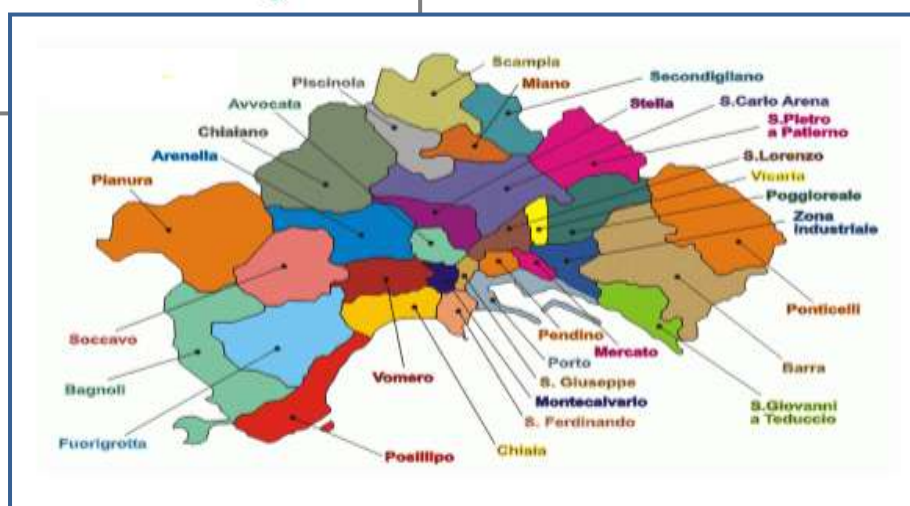 Scampia
Piscinola
Miano
Secondigliano
Avvocata
Stella
S.Carlo Arena
Chiaiano
S.Pietro
a Patierno
Arenella
S.Lorenzo
Pianura
Vicaria
Poggioreale
Zona
Industriale
Ponticelli
Soccavo
Pendino
Mercato
Porto
Barra
Bagnoli
Vomero
S. Giuseppe
Montecalvario
S.Giovanni
a Teduccio
S. Ferdinando
Fuorigrotta
Chiaia
Posillipo